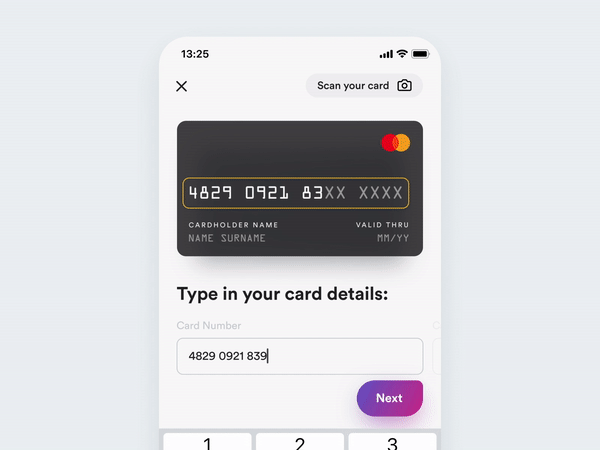 13:25
Scan your card
4829 0921 83XX XXXX
CARDHOLDER NAME VALID THRU
NAME SURNAME MM/YY
Type in your card details:
Card Number
4829 0921 839
Next
1 2 3